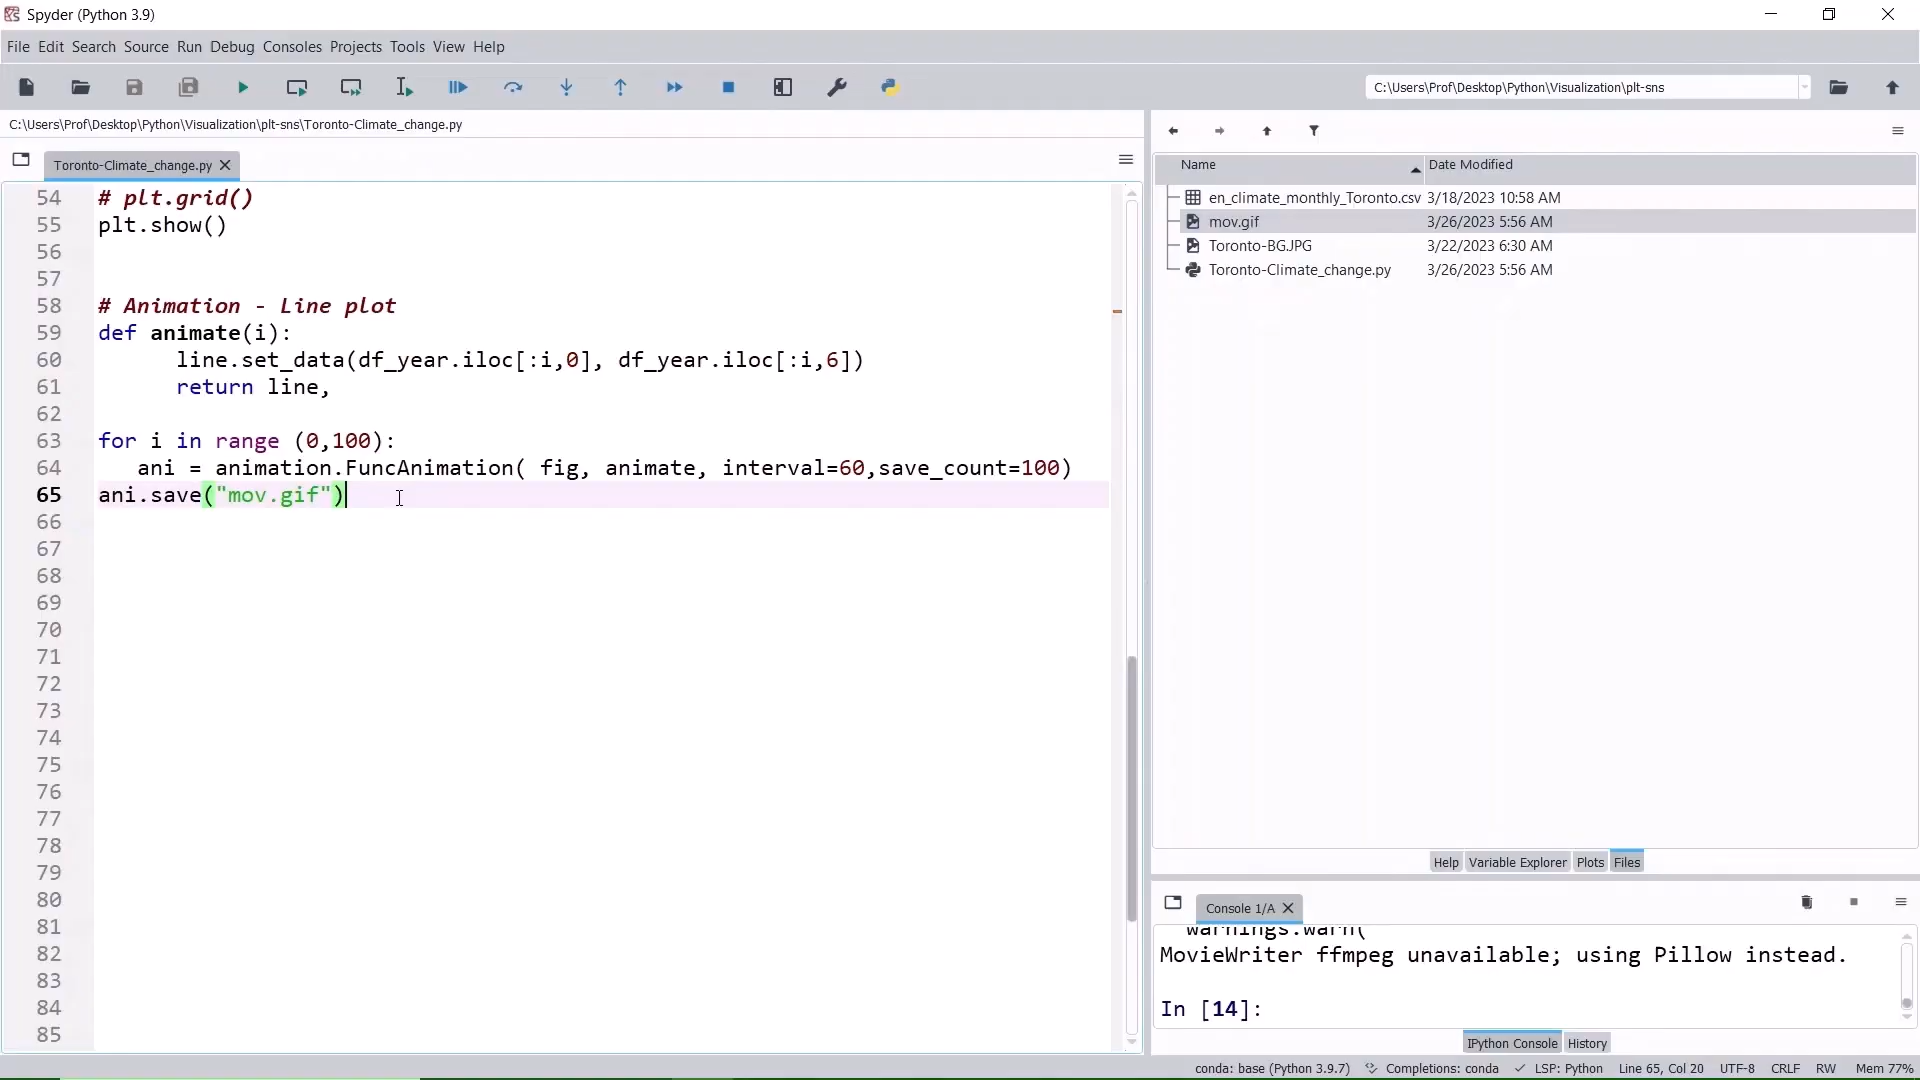 Spyder (Python 3.9)
File Edit Search Source Run Debug Consoles Projects Tools View Help
C:\Users\Prof\Desktop\Python\Visualization\plt-sns
C:\Users\Prof\Desktop\Python\Visualization\plt-sns\Toronto-Climate_change.py
Toronto-Climate_change.py
54 # plt.grid()
55 plt.show()
56
57
58 # Animation - Line plot
59 def animate(i):
60 line.set_data(df_year.iloc[:i,0], df_year.iloc[:i,6])
61 return line,
62
63 for i in range (0,100):
64 ani = animation.FuncAnimation( fig, animate, interval=60,save_count=100)
65 ani.save("mov.gif")
66
67
68
69
70
71
72
73
74
75
76
77
78
79
80
81
82
83
84
85
Name Date Modified
en_climate_monthly_Toronto.csv 3/18/2023 10:58 AM
mov.gif 3/26/2023 5:56 AM
Toronto-BG.JPG 3/22/2023 6:30 AM
Toronto-Climate_change.py 3/26/2023 5:56 AM
Help Variable Explorer Plots Files
Console 1/A
warnings.warn(
MovieWriter ffmpeg unavailable; using Pillow instead.
In [14]:
IPython Console History
conda: base (Python 3.9.7) Completions: conda LSP: Python Line 65, Col 20 UTF-8 CRLF RW Mem 77%